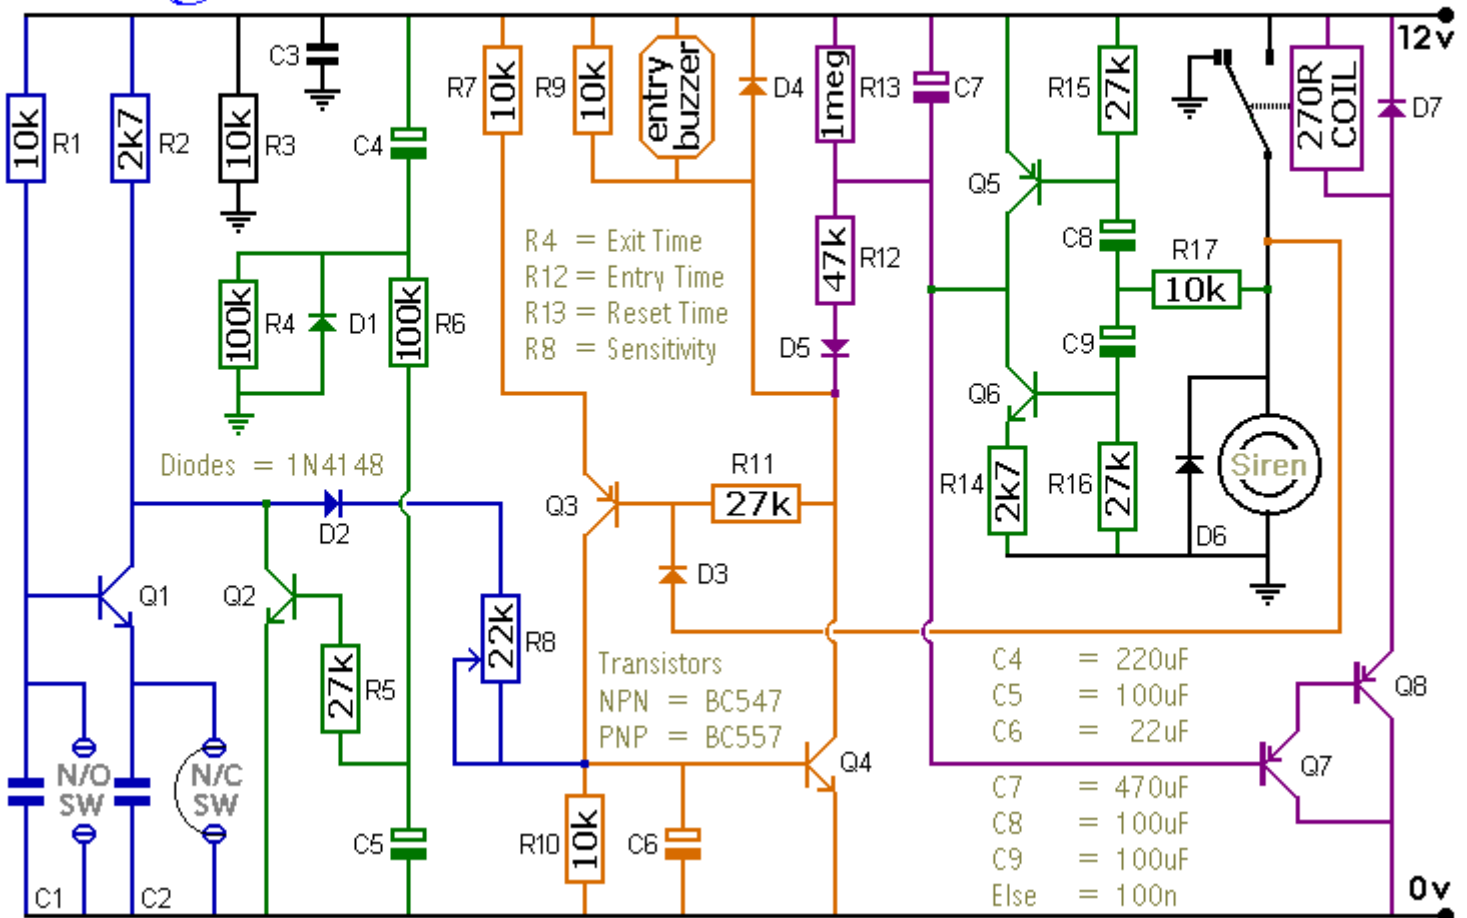 12v
C3
R7
10k
R9
10k
entry
buzzer
D4
1meg
R13
C7
R15
27k
270R
COIL
D7
10k
R1
2k7
R2
10k
R3
C4
Q5
R4 = Exit Time
R12 = Entry Time
R13 = Reset Time
R8 = Sensitivity
47k
R12
C8
R17
10k
100k
R4
D1
100k
R6
D5
C9
Q6
Diodes = 1N4148
R11
27k
Q3
R14
2k7
R16
27k
Siren
D2
D6
D3
Q1
Q2
22k
R8
27k
R5
Transistors
NPN = BC547
PNP = BC557
C4 = 220uF
C5 = 100uF
C6 = 22uF
Q8
N/O
SW
N/C
SW
Q4
Q7
C7 = 470uF
C8 = 100uF
C9 = 100uF
Else = 100n
C5
R10
10k
C6
C1
C2
0v